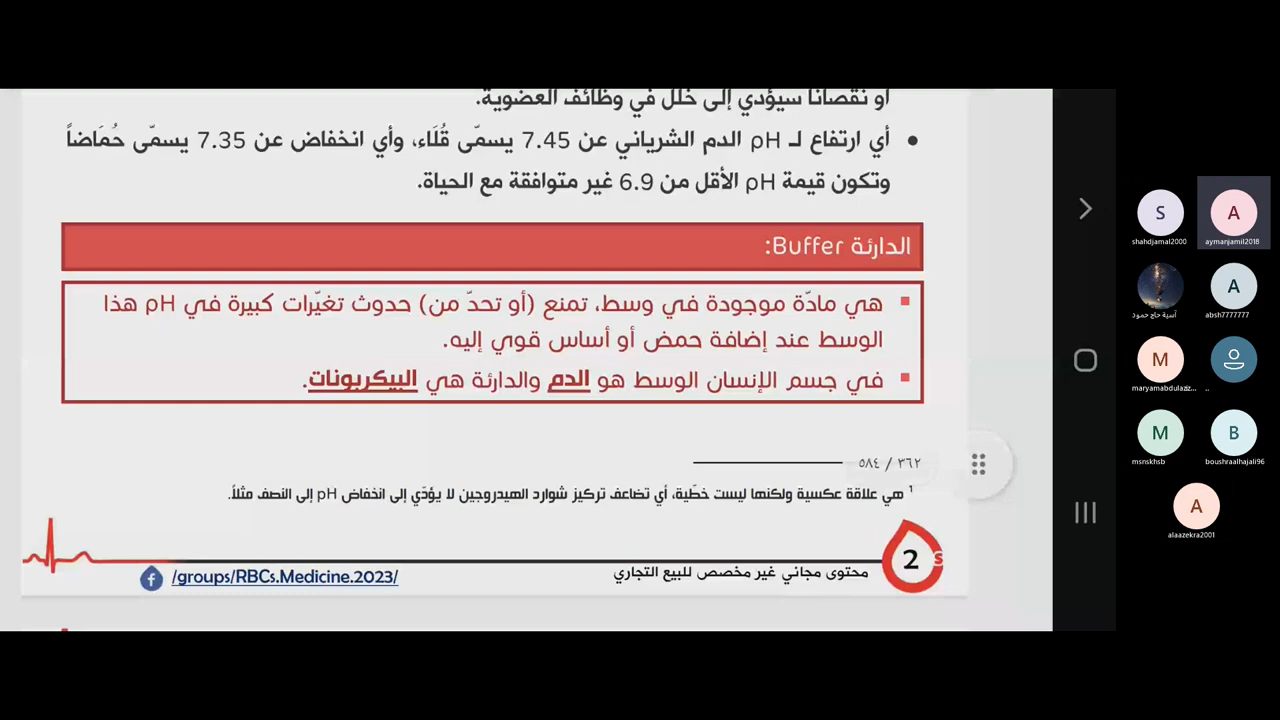 أو نقصاناً سيؤدي إلى خلل في وظائف العضوية.
• أي ارتفاع لـ pH الدم الشرياني عن 7.45 يسمّى قُلَاء، وأي انخفاض عن 7.35 يسمّى حُمَاضاً
وتكون قيمة pH الأقل من 6.9 غير متوافقة مع الحياة.
الدارئة Buffer:
▪ هي مادّة موجودة في وسط، تمنع (أو تحدّ من) حدوث تغيّرات كبيرة في pH هذا
الوسط عند إضافة حمض أو أساس قوي إليه.
▪ في جسم الإنسان الوسط هو الدم والدارئة هي البيكربونات.
٣٦٢ / ٥٨٤
¹ هي علاقة عكسية ولكنها ليست خطّية، أي تضاعف تركيز شوارد الهيدروجين لا يؤدّي إلى انخفاض pH إلى النصف مثلاً.
2
s
محتوى مجاني غير مخصص للبيع التجاري
f
/groups/RBCs.Medicine.2023/
S
shahdjamal2000
A
aymanjamil2018
آسية حاج حمود
A
absh7777777
M
maryamabdulaziz...
..
M
msnskhsb
B
boushraalhajali96
A
alaazekra2001